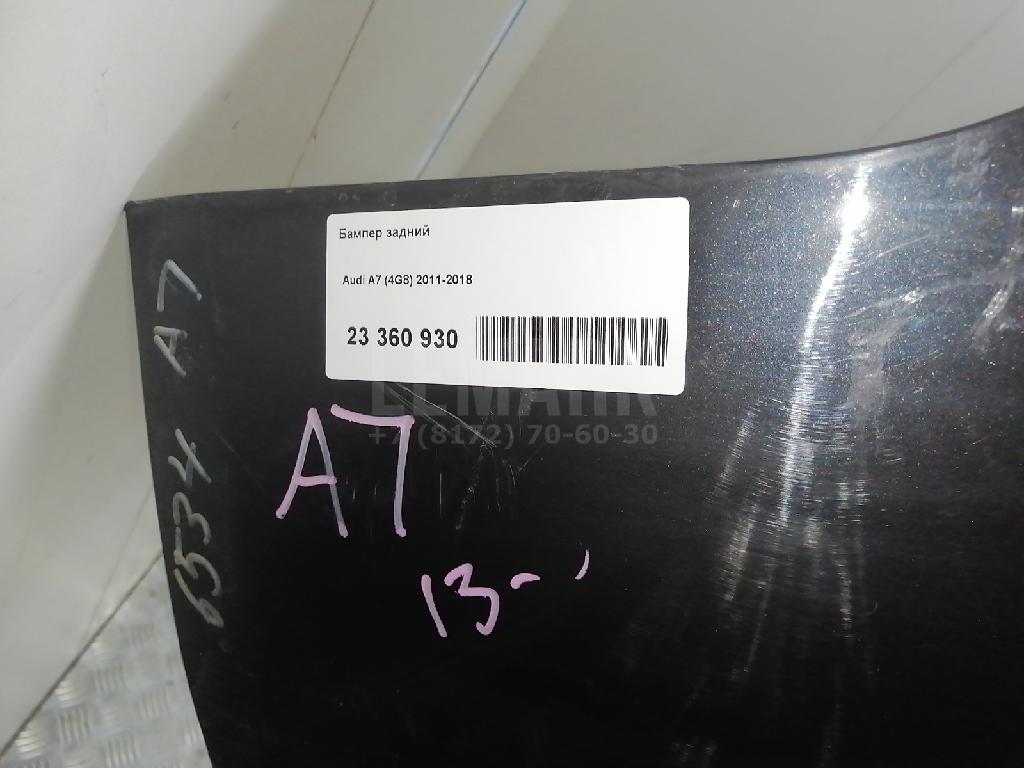 Бампер задний
Audi A7 (4G8) 2011-2018
23 360 930
+7 (8172) 70-60-30
A7
13-
6534 A7